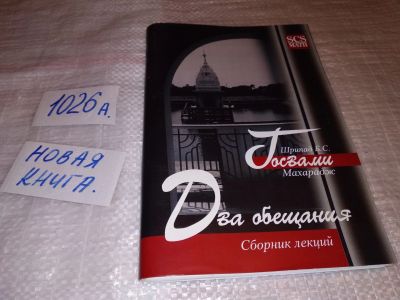 1026 А.
НОВАЯ
КНИГА.
SCS
MATH
Шрипад Б.С.
Госвами
Махарадж
Два обещания
Сборник лекций